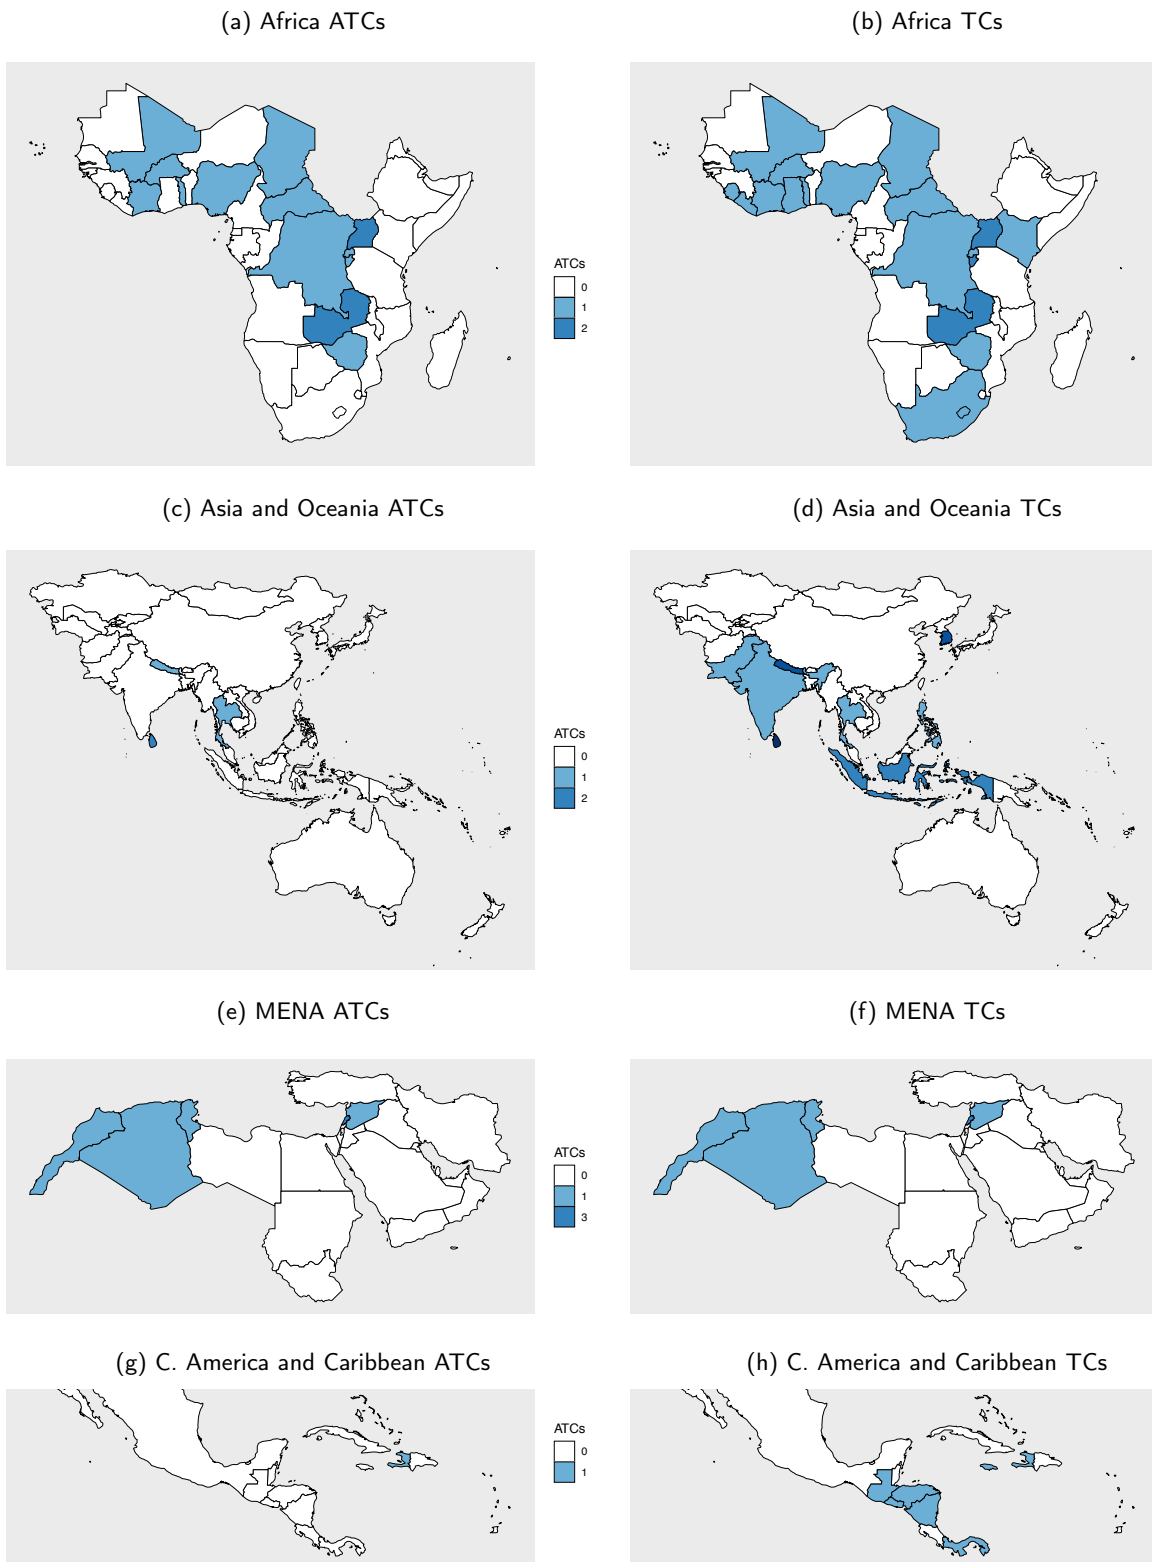 (a) Africa ATCs
(b) Africa TCs
ATCs
0
1
2
(c) Asia and Oceania ATCs
(d) Asia and Oceania TCs
ATCs
0
1
2
(e) MENA ATCs
(f) MENA TCs
ATCs
0
1
3
(g) C. America and Caribbean ATCs
(h) C. America and Caribbean TCs
ATCs
0
1